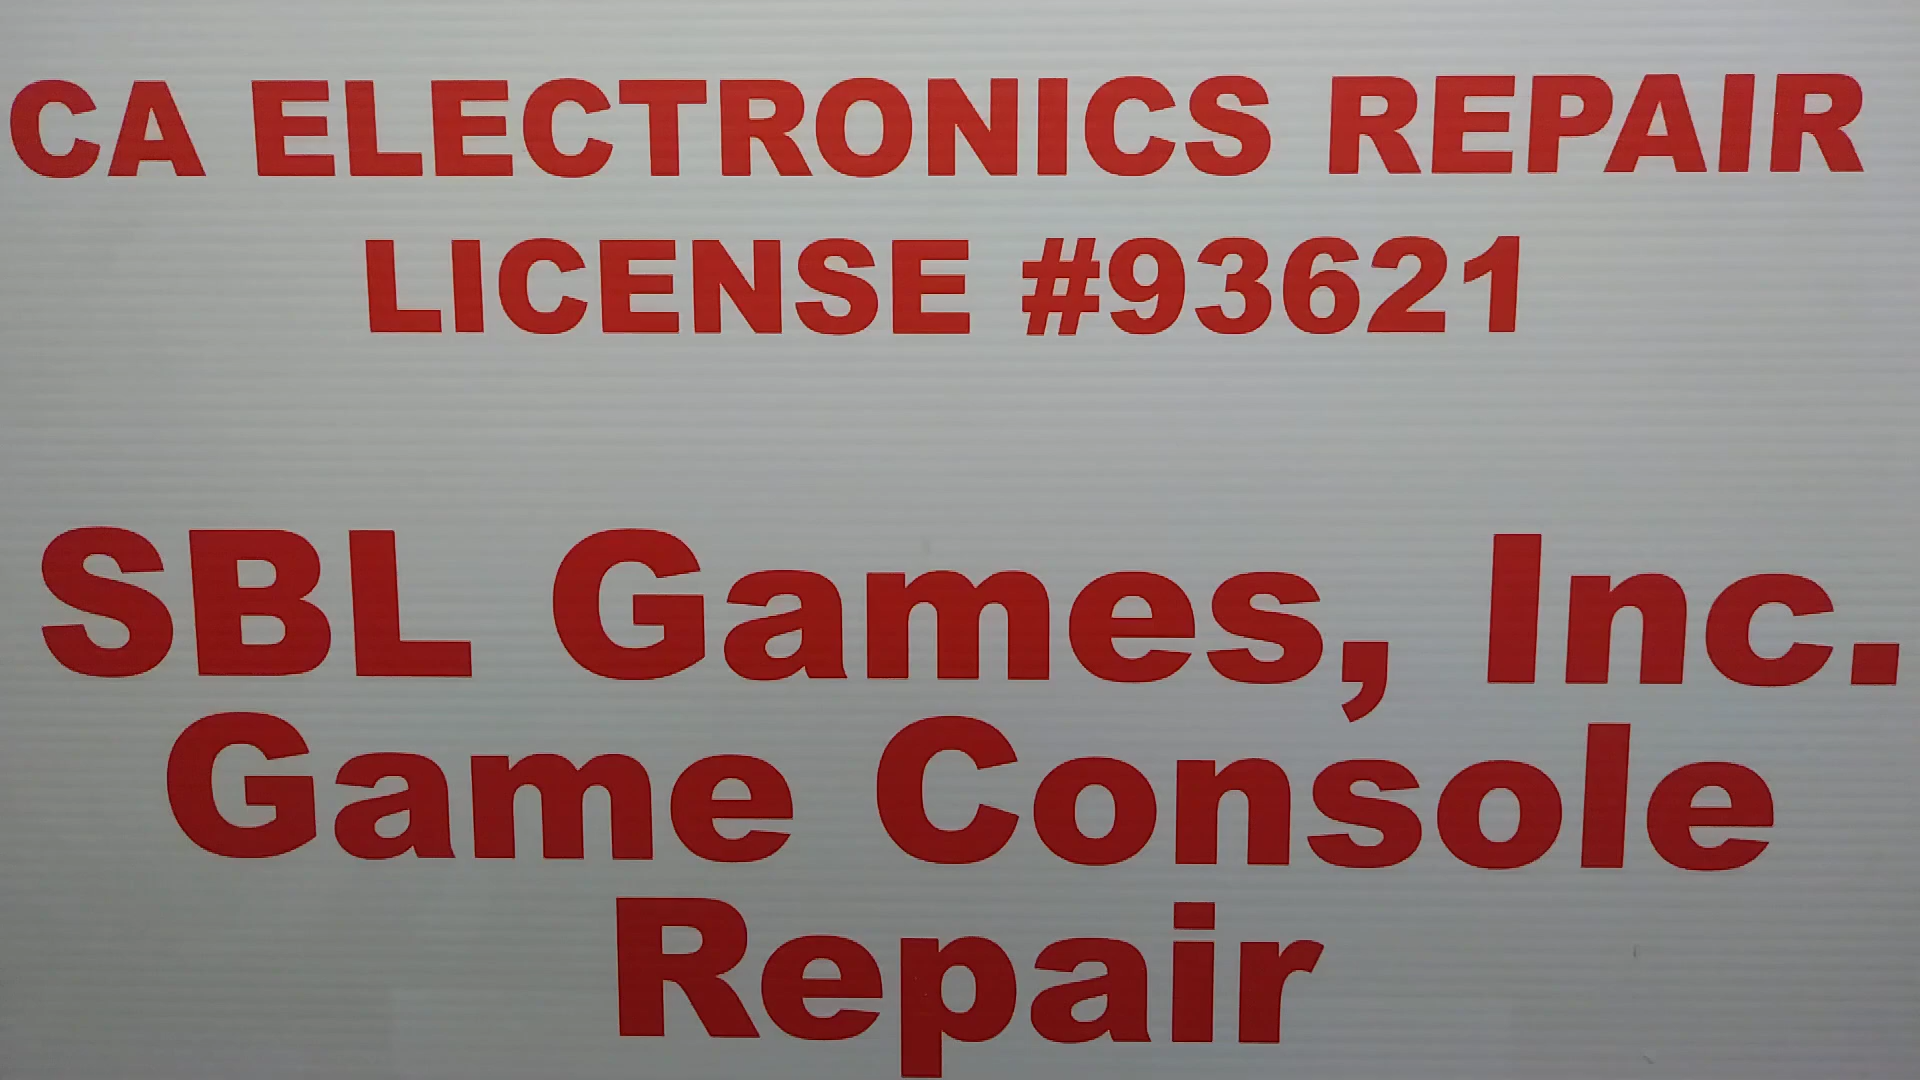 CA ELECTRONICS REPAIR
LICENSE #93621
SBL Games, Inc.
Game Console
Repair